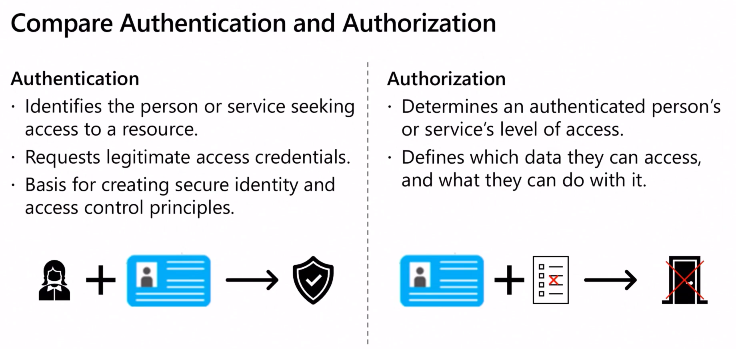 Compare Authentication and Authorization
Authentication
· Identifies the person or service seeking
access to a resource.
· Requests legitimate access credentials.
· Basis for creating secure identity and
access control principles.
Authorization
· Determines an authenticated person's
or service's level of access.
· Defines which data they can access,
and what they can do with it.